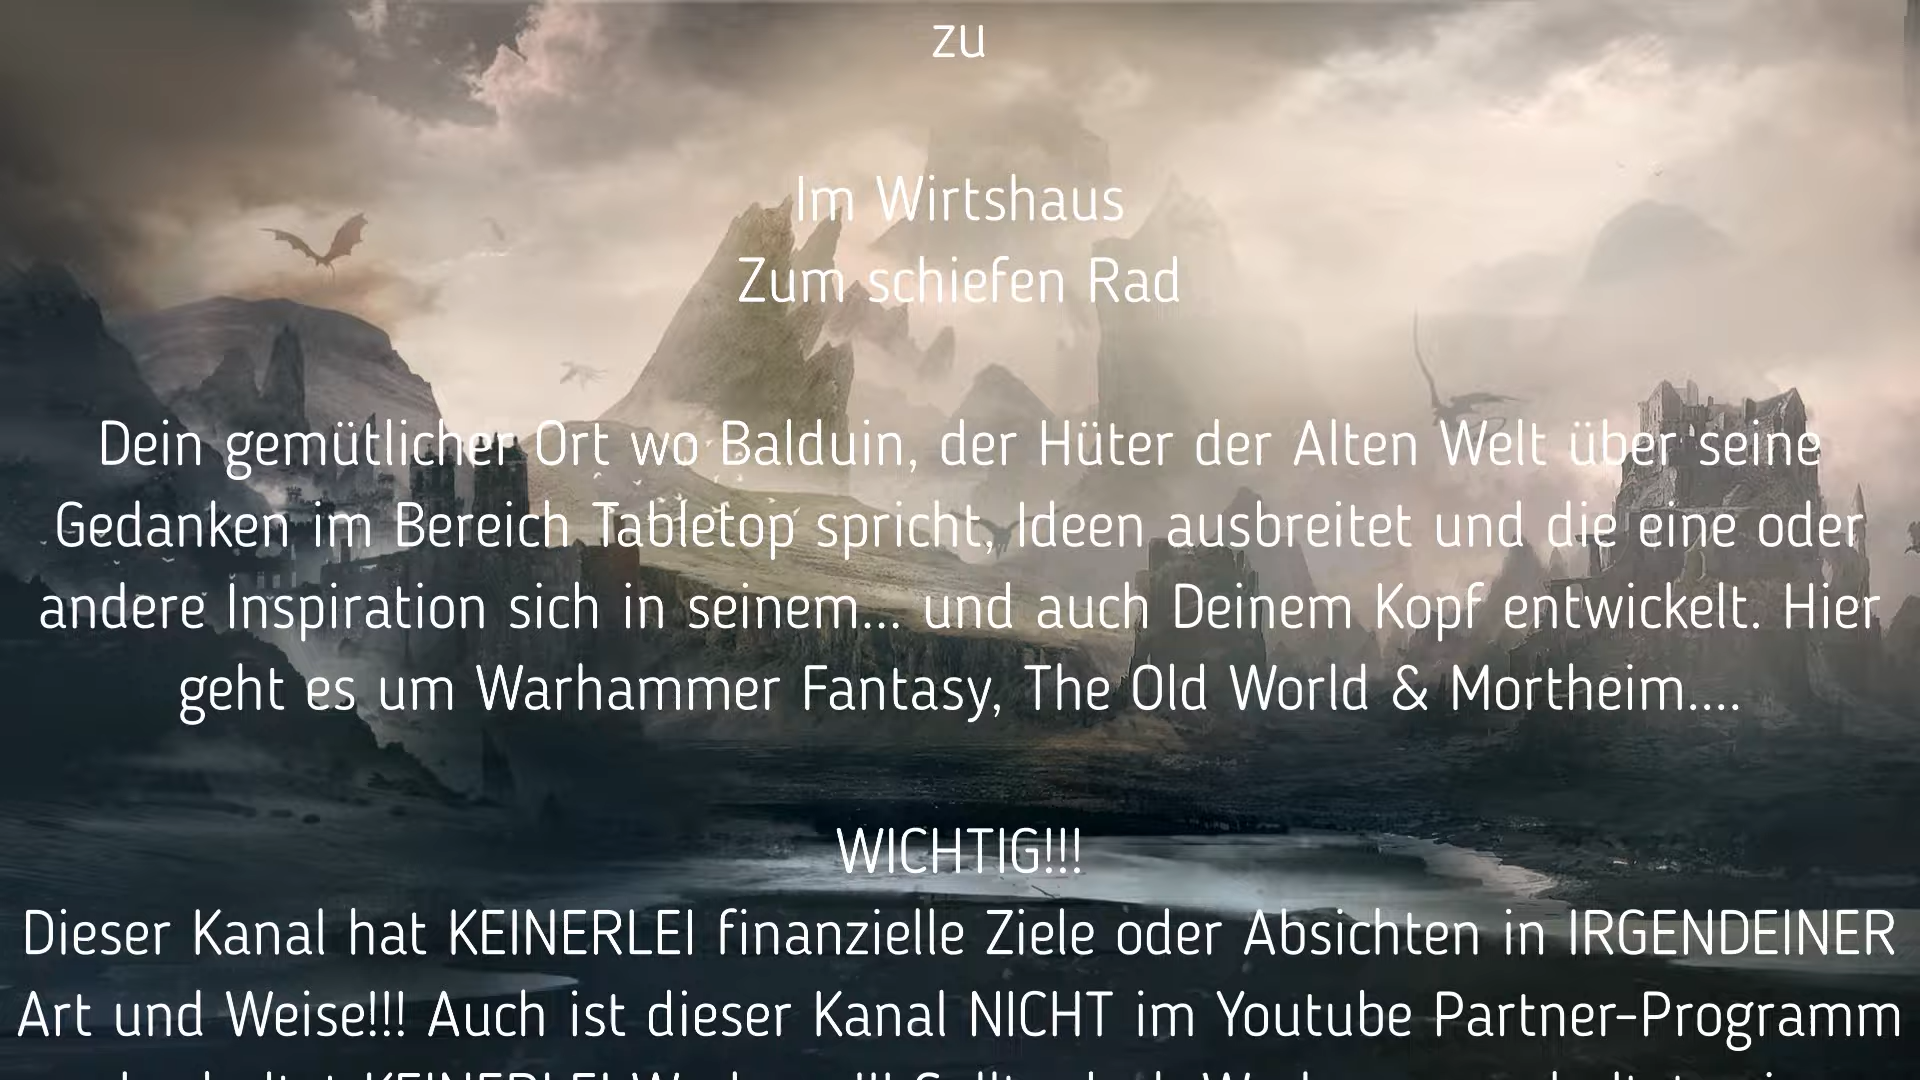 zu
Im Wirtshaus
Zum schiefen Rad
Dein gemütlicher Ort wo Balduin, der Hüter der Alten Welt über seine
Gedanken im Bereich Tabletop spricht, Ideen ausbreitet und die eine oder
andere Inspiration sich in seinem... und auch Deinem Kopf entwickelt. Hier
geht es um Warhammer Fantasy, The Old World & Mortheim....
WICHTIG!!!
Dieser Kanal hat KEINERLEI finanzielle Ziele oder Absichten in IRGENDEINER
Art und Weise!!! Auch ist dieser Kanal NICHT im Youtube Partner-Programm